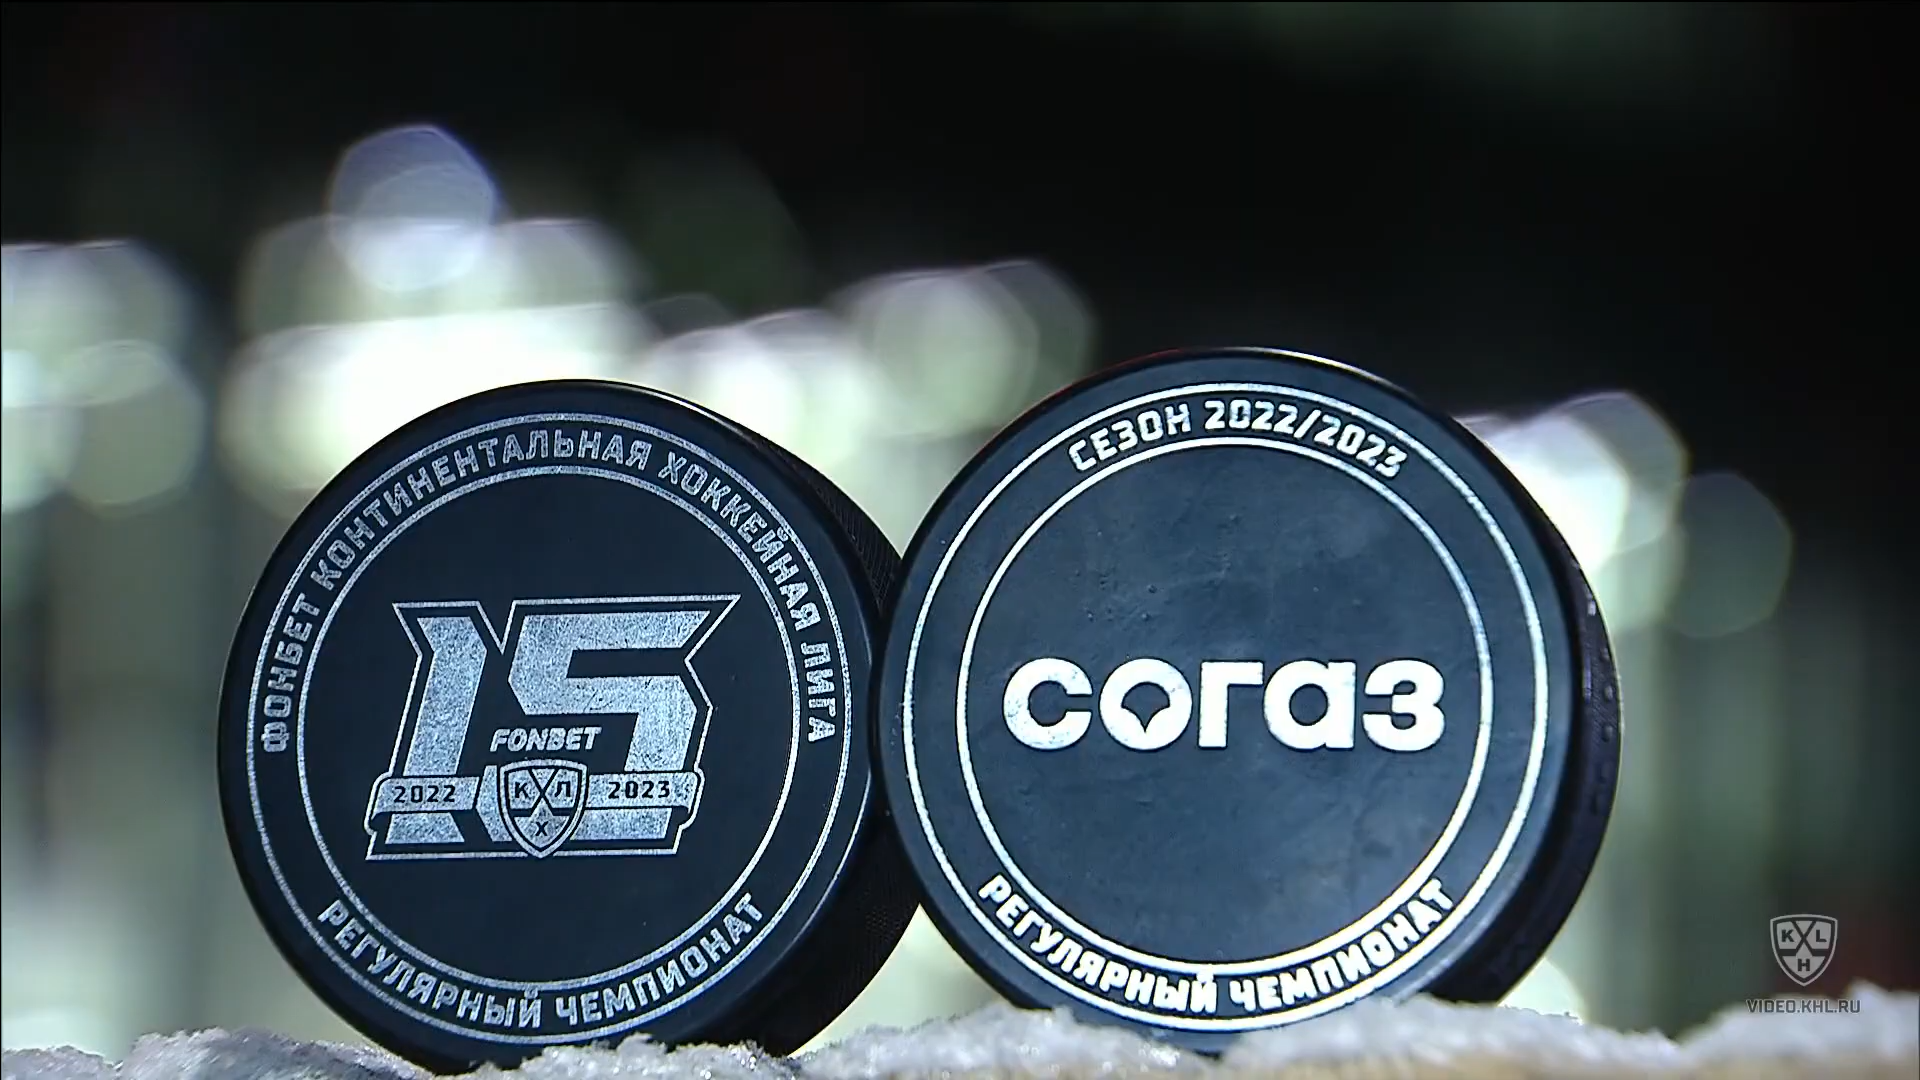 ФОНБЕТ КОНТИНЕНТАЛЬНАЯ ХОККЕЙНАЯ ЛИГА
15
FONBET
2022
КХЛ
2023
РЕГУЛЯРНЫЙ ЧЕМПИОНАТ
СЕЗОН 2022/2023
согаз
РЕГУЛЯРНЫЙ ЧЕМПИОНАТ
KHL
VIDEO.KHL.RU